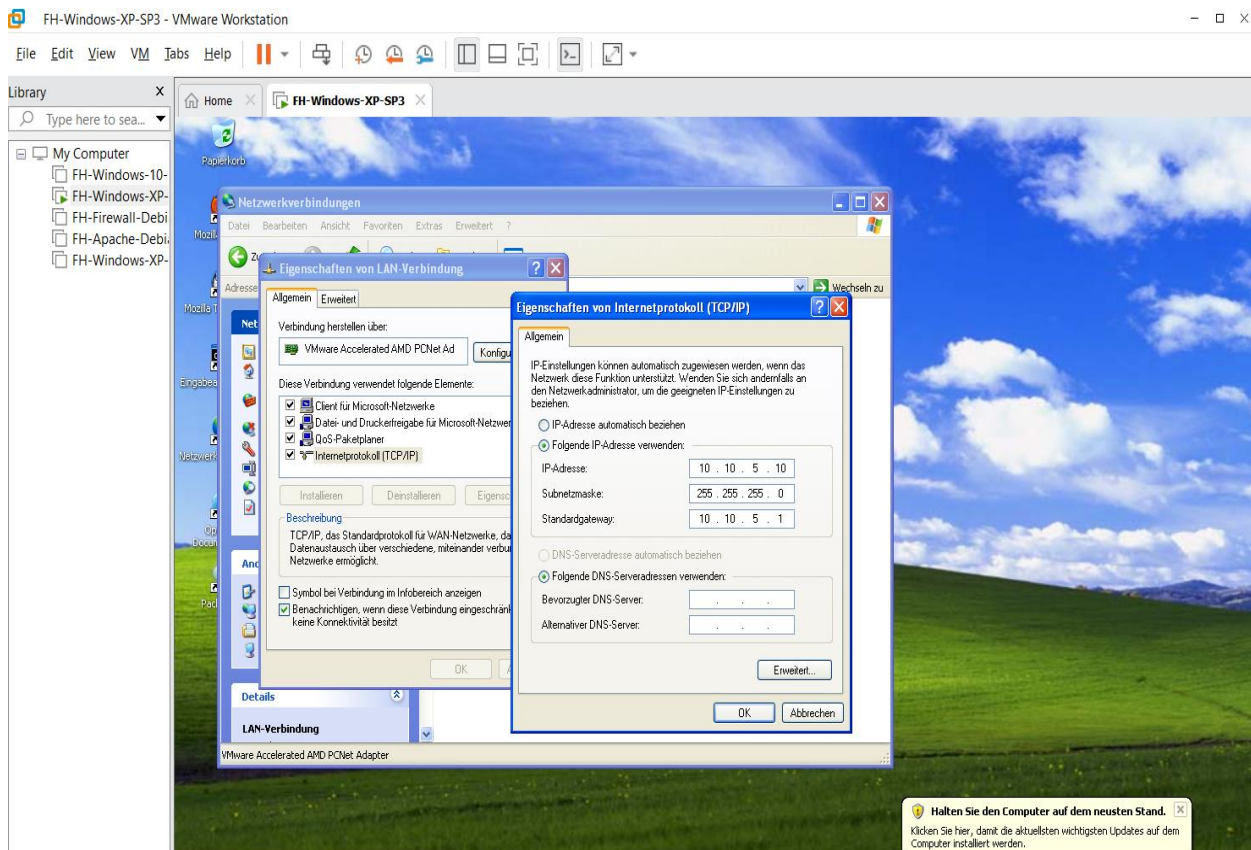 FH-Windows-XP-SP3 - VMware Workstation
File Edit View VM Tabs Help
Library X
Home
FH-Windows-XP-SP3
Type here to sea...
My Computer
FH-Windows-10-
FH-Windows-XP-
FH-Firewall-Debi
FH-Apache-Debi
FH-Windows-XP-
Papierkorb
Netzwerkverbindungen
Datei Bearbeiten Ansicht Favoriten Extras Erweitert ?
Adresse
Wechseln zu
Eigenschaften von LAN-Verbindung
Allgemein Erweitert
Verbindung herstellen über:
VMware Accelerated AMD PCNet Ad
Konfigu
Diese Verbindung verwendet folgende Elemente:
Client für Microsoft-Netzwerke
Datei- und Druckerfreigabe für Microsoft-Netzwer
QoS-Paketplaner
Internetprotokoll (TCP/IP)
Installieren Deinstallieren Eigensc
Beschreibung
TCP/IP, das Standardprotokoll für WAN-Netzwerke, da
Datenaustausch über verschiedene, miteinander verbu
Netzwerke ermöglicht.
Symbol bei Verbindung im Infobereich anzeigen
Benachrichtigen, wenn diese Verbindung eingeschränk
keine Konnektivität besitzt
OK
Eigenschaften von Internetprotokoll (TCP/IP)
Allgemein
IP-Einstellungen können automatisch zugewiesen werden, wenn das
Netzwerk diese Funktion unterstützt. Wenden Sie sich andernfalls an
den Netzwerkadministrator, um die geeigneten IP-Einstellungen zu
beziehen.
IP-Adresse automatisch beziehen
Folgende IP-Adresse verwenden:
IP-Adresse: 10 . 10 . 5 . 10
Subnetzmaske: 255 . 255 . 255 . 0
Standardgateway: 10 . 10 . 5 . 1
DNS-Serveradresse automatisch beziehen
Folgende DNS-Serveradressen verwenden:
Bevorzugter DNS-Server: . . .
Alternativer DNS-Server: . . .
Erweitert...
OK Abbrechen
Net
And
Details
LAN-Verbindung
VMware Accelerated AMD PCNet Adapter
Mozill
Mozilla T
Eingabea
Netzwerk
Halten Sie den Computer auf dem neusten Stand.
Klicken Sie hier, damit die aktuellsten wichtigsten Updates auf dem
Computer installiert werden.